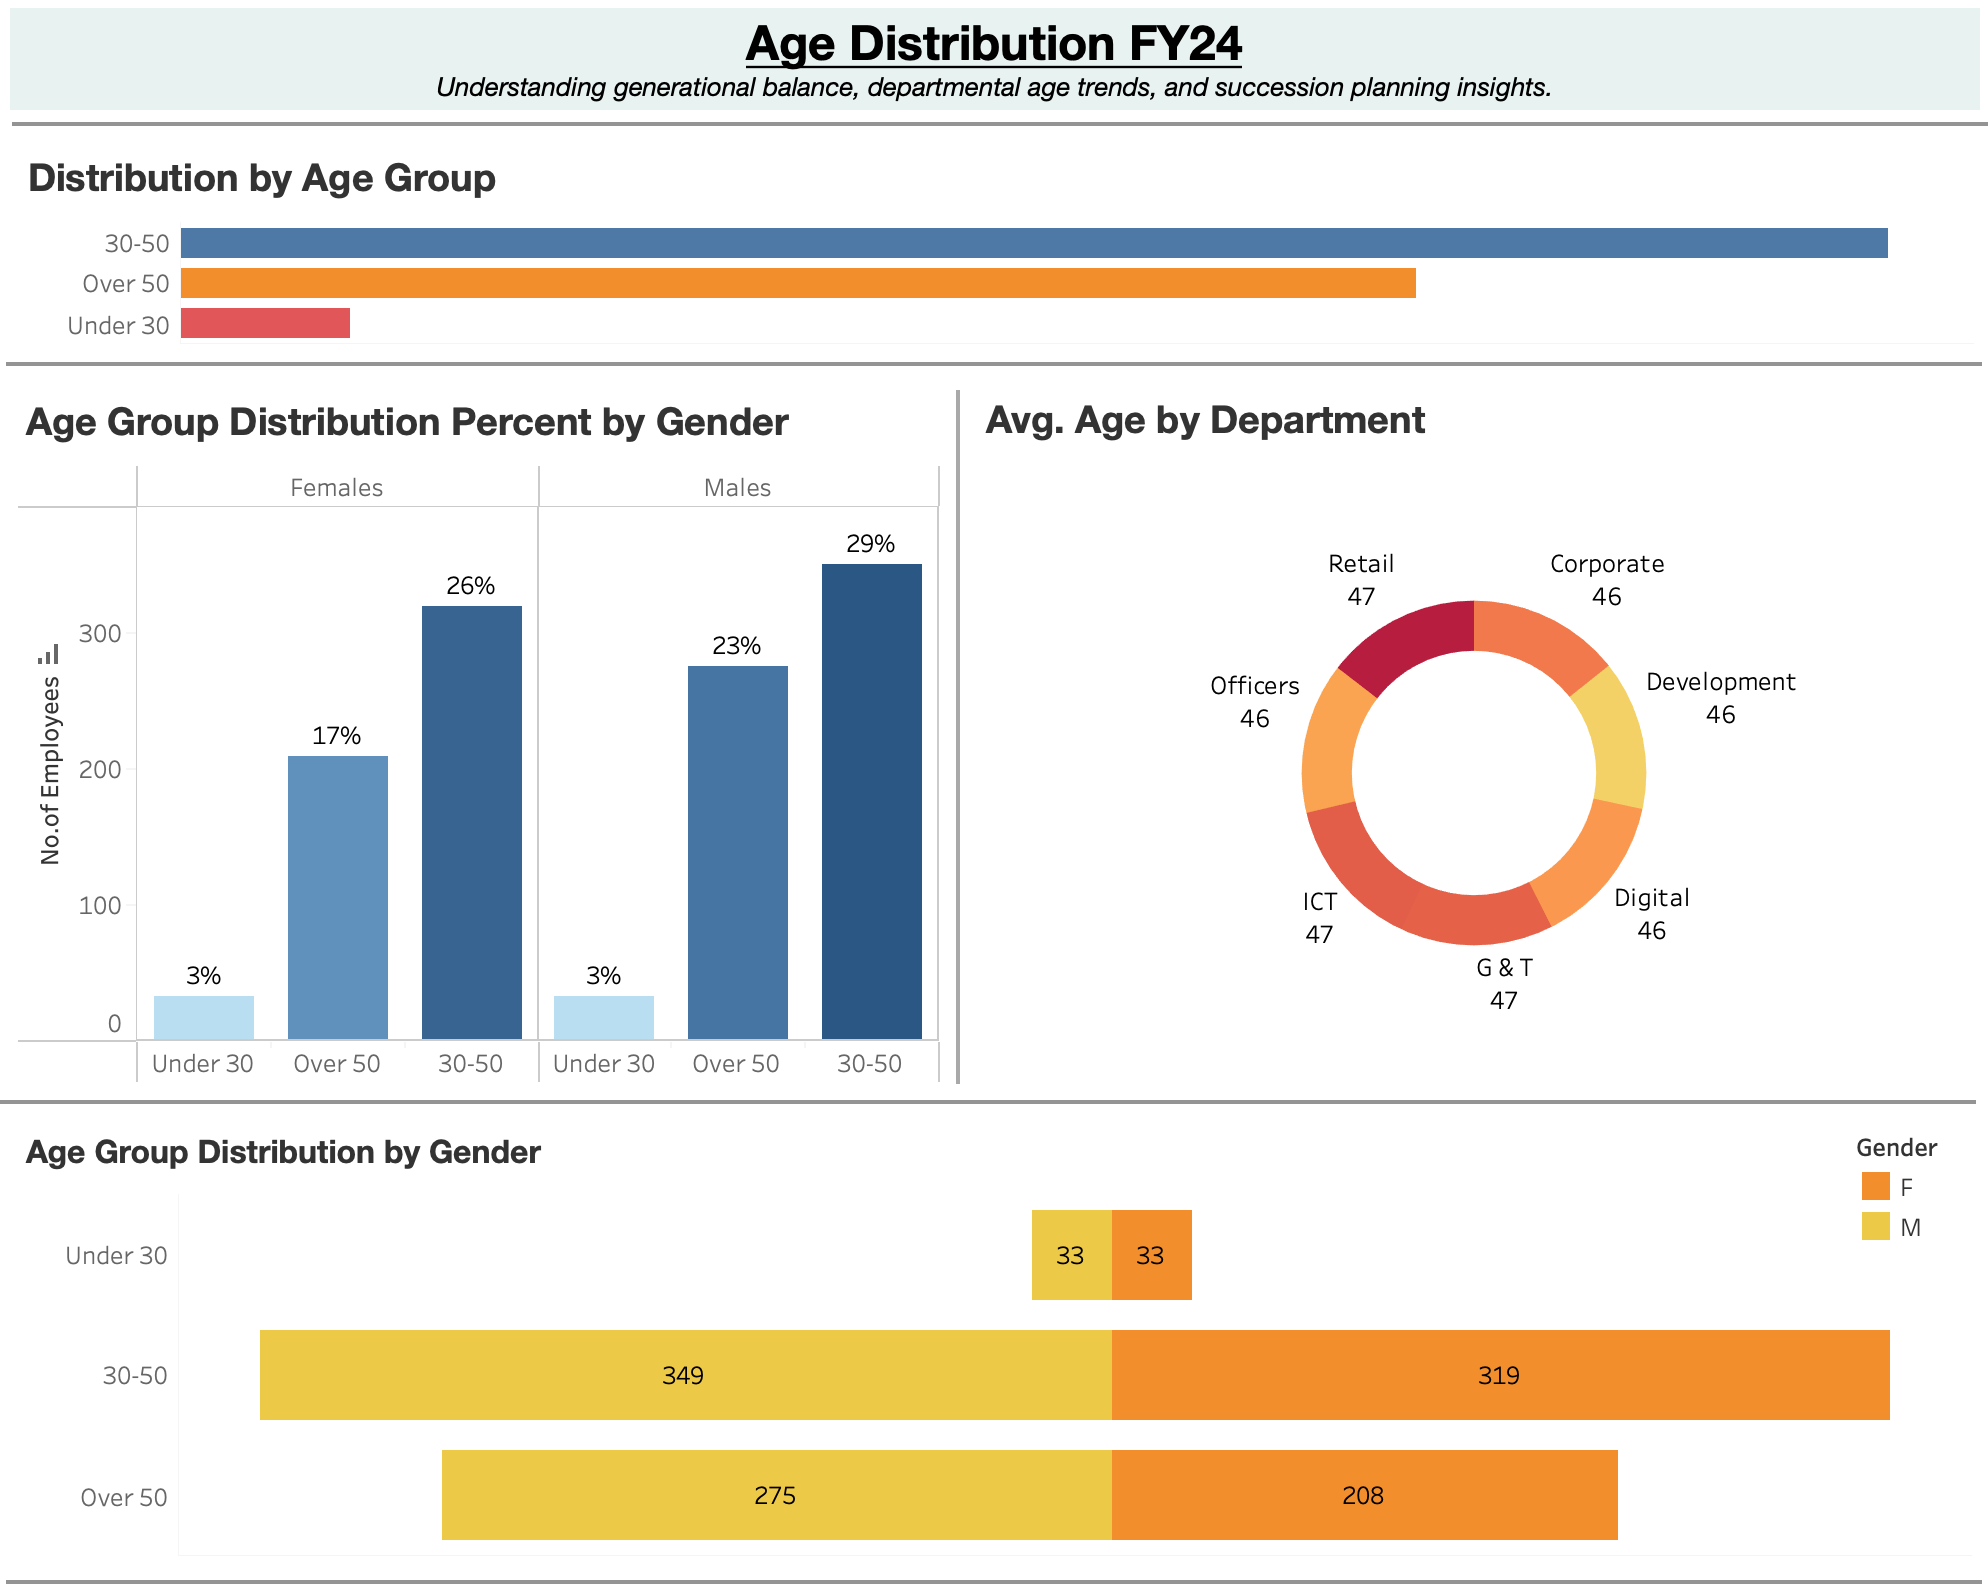 Age Distribution FY24
Understanding generational balance, departmental age trends, and succession planning insights.
Distribution by Age Group
30-50
Over 50
Under 30
Age Group Distribution Percent by Gender
Females
Males
No.of Employees
300
200
100
0
3%
17%
26%
3%
23%
29%
Under 30
Over 50
30-50
Under 30
Over 50
30-50
Avg. Age by Department
Retail
47
Corporate
46
Officers
46
Development
46
ICT
47
Digital
46
G & T
47
Age Group Distribution by Gender
Gender
F
M
Under 30
33
33
30-50
349
319
Over 50
275
208